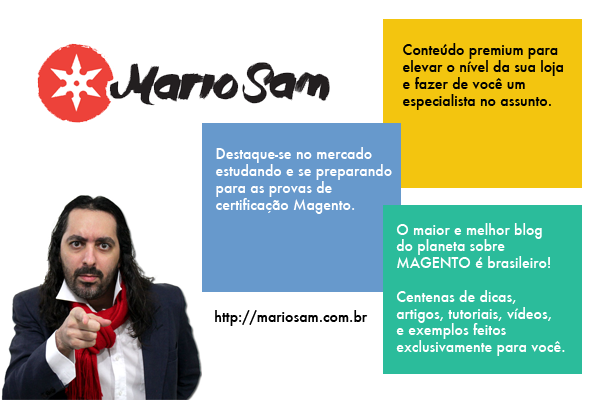 Mario Sam
Conteúdo premium para
elevar o nível da sua loja
e fazer de você um
especialista no assunto.
Destaque-se no mercado
estudando e se preparando
para as provas de
certificação Magento.
O maior e melhor blog
do planeta sobre
MAGENTO é brasileiro!
Centenas de dicas,
artigos, tutoriais, vídeos,
e exemplos feitos
exclusivamente para você.
http://mariosam.com.br